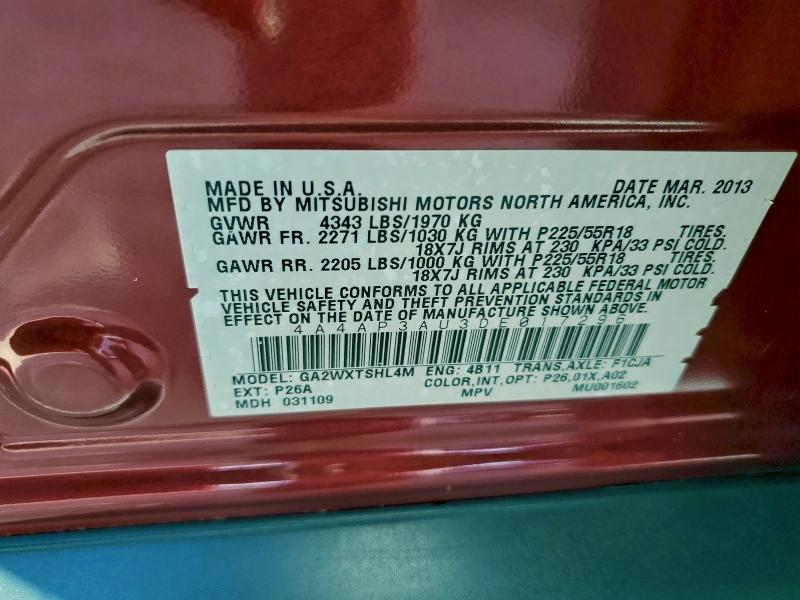 MADE IN U.S.A. DATE MAR. 2013
MFD BY MITSUBISHI MOTORS NORTH AMERICA, INC.
GVWR 4343 LBS/1970 KG
GAWR FR. 2271 LBS/1030 KG WITH P225/55R18 TIRES.
18X7J RIMS AT 230 KPA/33 PSI COLD.
GAWR RR. 2205 LBS/1000 KG WITH P225/55R18 TIRES.
18X7J RIMS AT 230 KPA/33 PSI COLD.
THIS VEHICLE CONFORMS TO ALL APPLICABLE FEDERAL MOTOR
VEHICLE SAFETY AND THEFT PREVENTION STANDARDS IN
EFFECT ON THE DATE OF MANUFACTURE SHOWN ABOVE.
4A4AP3AU3DE017296
MODEL: GA2WXTSHL4M ENG: 4B11 TRANS,AXLE: F1CJA
EXT: P26A COLOR,INT,OPT: P26,01X,A02
MDH 031109 MPV MU001602